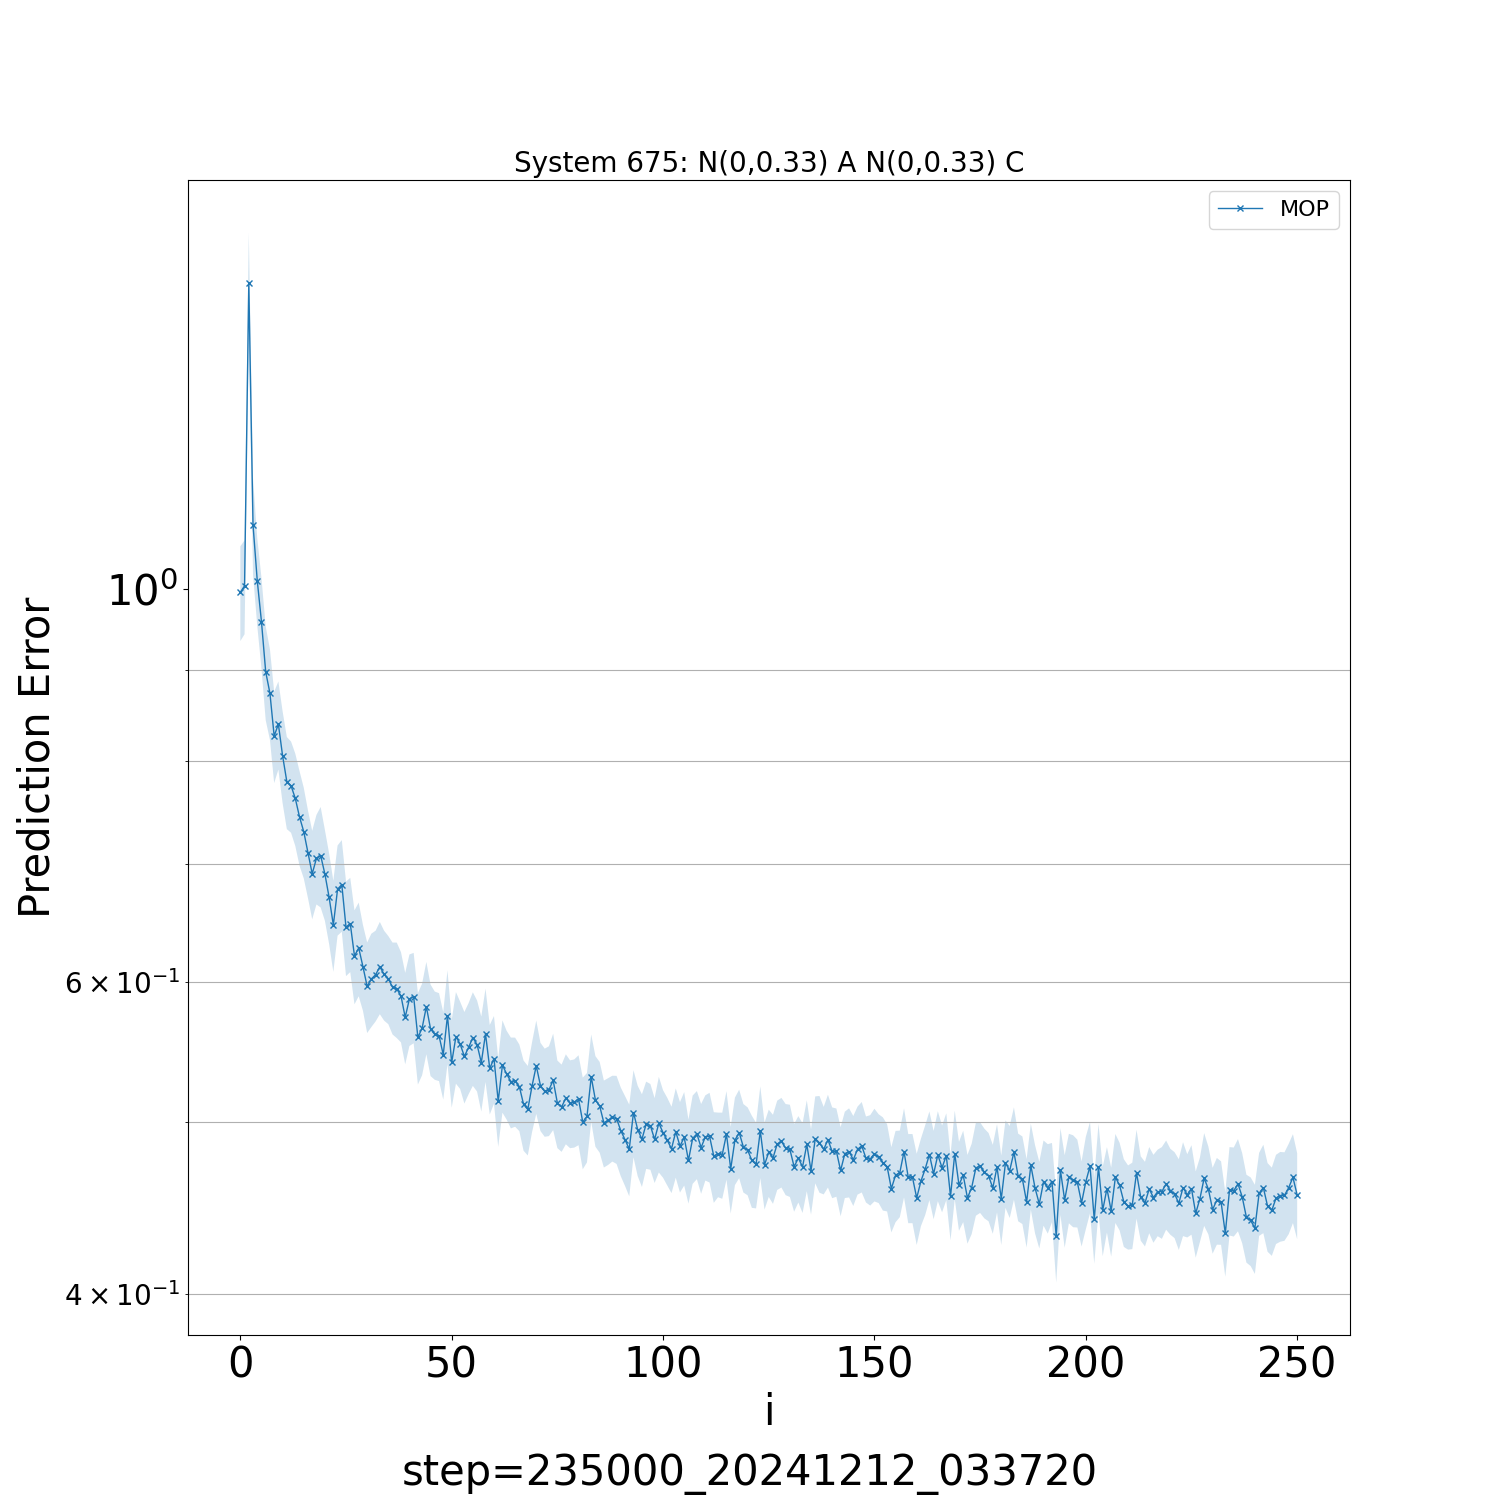 System 675: N(0,0.33) A N(0,0.33) C
MOP
Prediction Error
10⁰
6 × 10⁻¹
4 × 10⁻¹
0 50 100 150 200 250
i
step=235000_20241212_033720